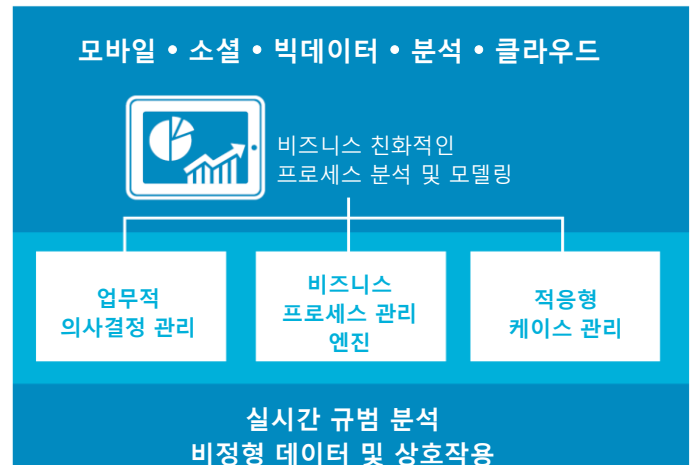 모바일 • 소셜 • 빅데이터 • 분석 • 클라우드
비즈니스 친화적인
프로세스 분석 및 모델링
업무적
의사결정 관리
비즈니스
프로세스 관리
엔진
적응형
케이스 관리
실시간 규범 분석
비정형 데이터 및 상호작용